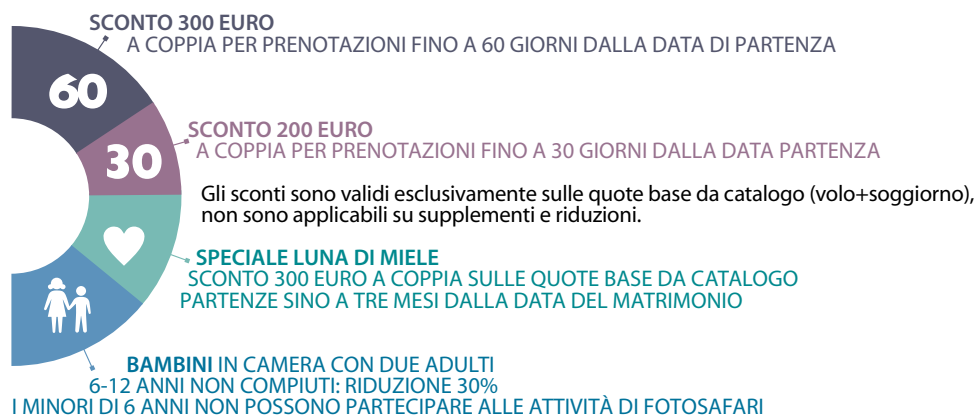 SCONTO 300 EURO
A COPPIA PER PRENOTAZIONI FINO A 60 GIORNI DALLA DATA DI PARTENZA
60
SCONTO 200 EURO
30
A COPPIA PER PRENOTAZIONI FINO A 30 GIORNI DALLA DATA PARTENZA
Gli sconti sono validi esclusivamente sulle quote base da catalogo (volo+soggiorno),
non sono applicabili su supplementi e riduzioni.
SPECIALE LUNA DI MIELE
SCONTO 300 EURO A COPPIA SULLE QUOTE BASE DA CATALOGO
PARTENZE SINO A TRE MESI DALLA DATA DEL MATRIMONIO
BAMBINI IN CAMERA CON DUE ADULTI
6-12 ANNI NON COMPIUTI: RIDUZIONE 30%
I MINORI DI 6 ANNI NON POSSONO PARTECIPARE ALLE ATTIVITÀ DI FOTOSAFARI